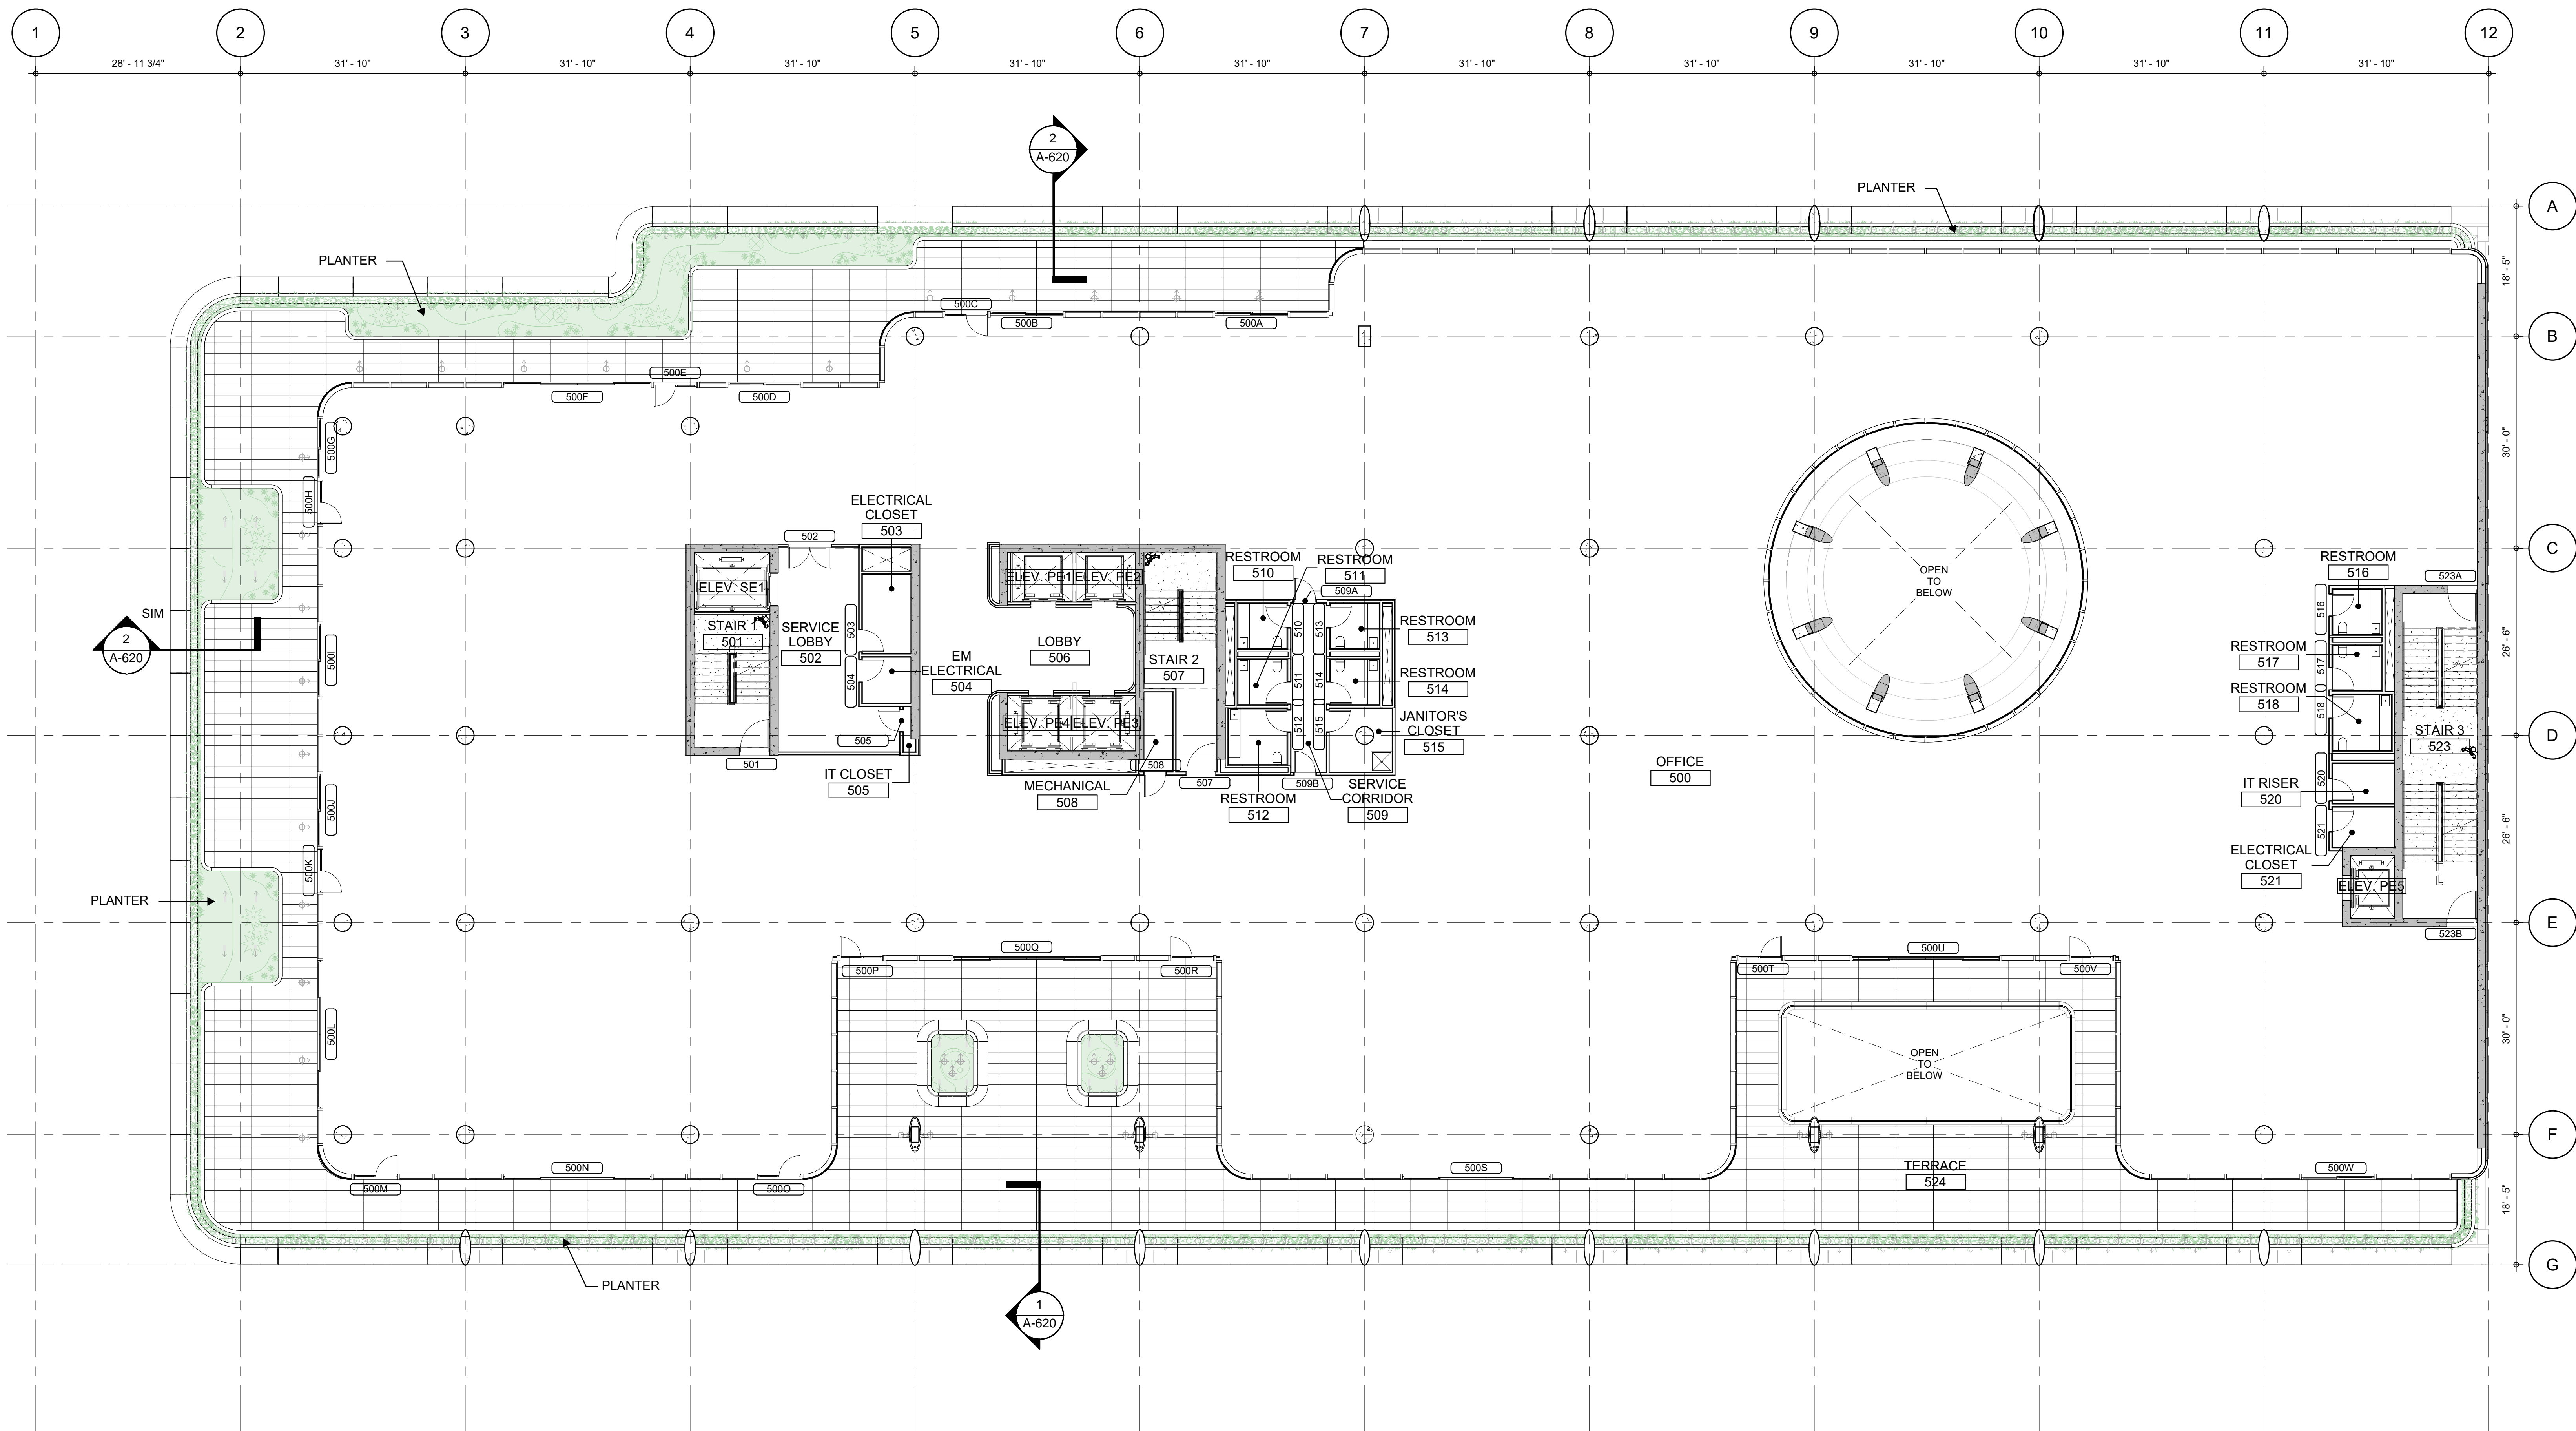 1
2
3
4
5
6
7
8
9
10
11
12
28' - 11 3/4"
31' - 10"
31' - 10"
31' - 10"
31' - 10"
31' - 10"
31' - 10"
31' - 10"
31' - 10"
31' - 10"
31' - 10"
2
A-620
PLANTER
A
PLANTER
18' - 5"
500C
500B
500A
B
500E
500F
500D
500G
30' - 0"
500H
ELECTRICAL
CLOSET
503
502
C
RESTROOM
510
RESTROOM
511
RESTROOM
516
ELEV. PE1
ELEV. PE2
OPEN
TO
BELOW
523A
ELEV. SE1
509A
SIM
2
A-620
STAIR 1
501
SERVICE
LOBBY
502
503
504
EM
ELECTRICAL
504
LOBBY
506
STAIR 2
507
510
513
511
514
512
515
RESTROOM
513
RESTROOM
514
516
517
518
RESTROOM
517
RESTROOM
518
26' - 6"
500I
ELEV. PE4
ELEV. PE3
JANITOR'S
CLOSET
515
STAIR 3
523
D
505
501
508
507
509B
OFFICE
500
IT CLOSET
505
MECHANICAL
508
RESTROOM
512
SERVICE
CORRIDOR
509
520
IT RISER
520
521
500J
26' - 6"
500K
ELECTRICAL
CLOSET
521
ELEV. PE5
PLANTER
E
523B
500Q
500U
500P
500R
500T
500V
500L
30' - 0"
OPEN
TO
BELOW
F
500N
500S
500W
TERRACE
524
500M
500O
18' - 5"
G
PLANTER
1
A-620